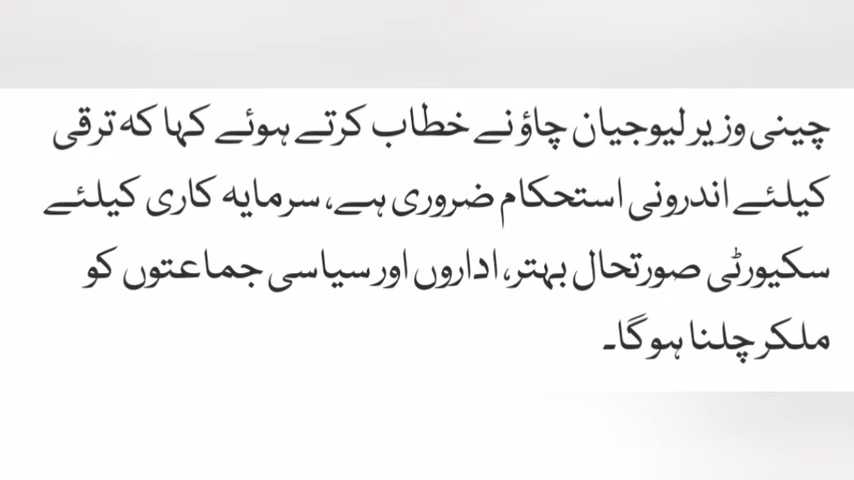 چینی وزیر لیوجیان چاؤ نے خطاب کرتے ہوئے کہا کہ ترقی
کیلئے اندرونی استحکام ضروری ہے، سرمایہ کاری کیلئے
سکیورٹی صورتحال بہتر، اداروں اور سیاسی جماعتوں کو
ملکر چلنا ہوگا۔